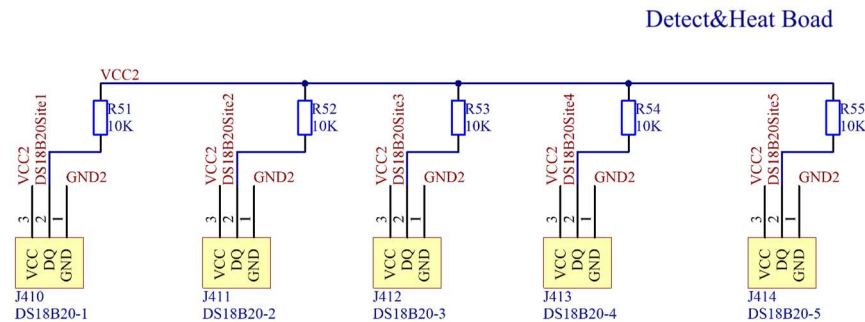 Detect&Heat Boad
VCC2
R51
10K
R52
10K
R53
10K
R54
10K
R55
10K
VCC2
DS18B20Site1
GND2
VCC2
DS18B20Site2
GND2
VCC2
DS18B20Site3
GND2
VCC2
DS18B20Site4
GND2
VCC2
DS18B20Site5
GND2
3 2 1
3 2 1
3 2 1
3 2 1
3 2 1
VCC DQ GND
VCC DQ GND
VCC DQ GND
VCC DQ GND
VCC DQ GND
J410
DS18B20-1
J411
DS18B20-2
J412
DS18B20-3
J413
DS18B20-4
J414
DS18B20-5